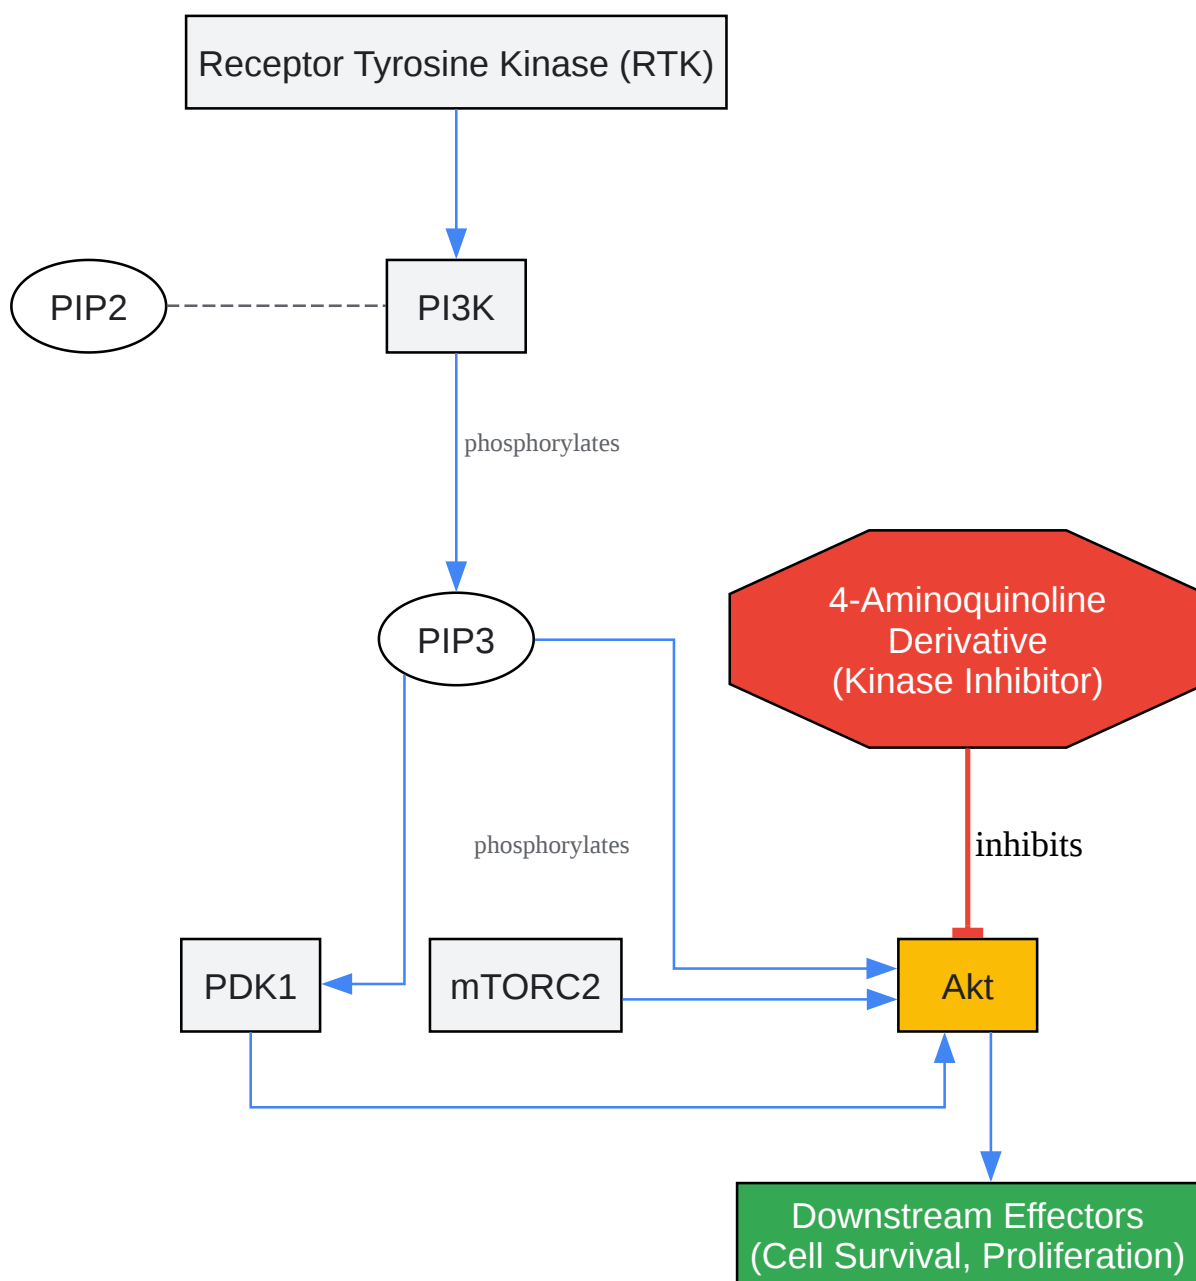 Receptor Tyrosine Kinase (RTK)
PIP2
PI3K
phosphorylates
4-Aminoquinoline
Derivative
(Kinase Inhibitor)
PIP3
phosphorylates
inhibits
PDK1
mTORC2
Akt
Downstream Effectors
(Cell Survival, Proliferation)